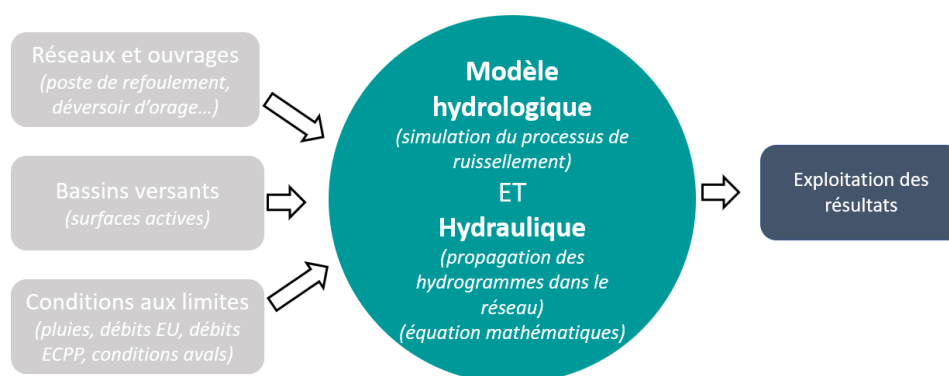 Réseaux et ouvrages
(poste de refoulement,
déversoir d'orage…)
Bassins versants
(surfaces actives)
Conditions aux limites
(pluies, débits EU, débits
ECPP, conditions avals)
Modèle
hydrologique
(simulation du processus de
ruissellement)
ET
Hydraulique
(propagation des
hydrogrammes dans le
réseau)
(équation mathématiques)
Exploitation des
résultats